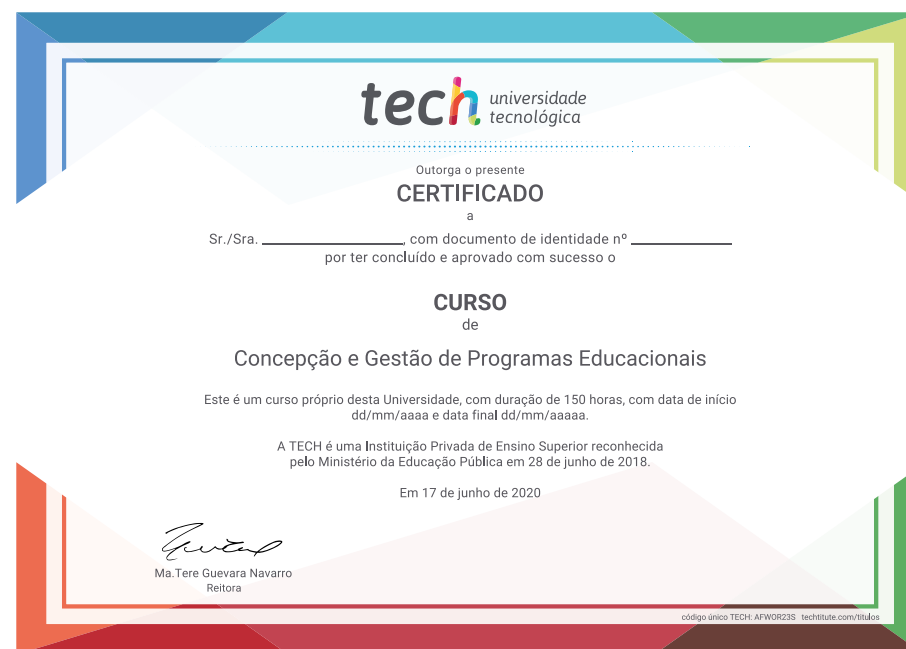 tech universidade
tecnológica
Outorga o presente
CERTIFICADO
a
Sr./Sra. ________________, com documento de identidade nº ____________
por ter concluído e aprovado com sucesso o
CURSO
de
Concepção e Gestão de Programas Educacionais
Este é um curso próprio desta Universidade, com duração de 150 horas, com data de início
dd/mm/aaaa e data final dd/mm/aaaaa.
A TECH é uma Instituição Privada de Ensino Superior reconhecida
pelo Ministério da Educação Pública em 28 de junho de 2018.
Em 17 de junho de 2020
Ma.Tere Guevara Navarro
Reitora
código único TECH: AFWOR23S techtitute.com/titulos